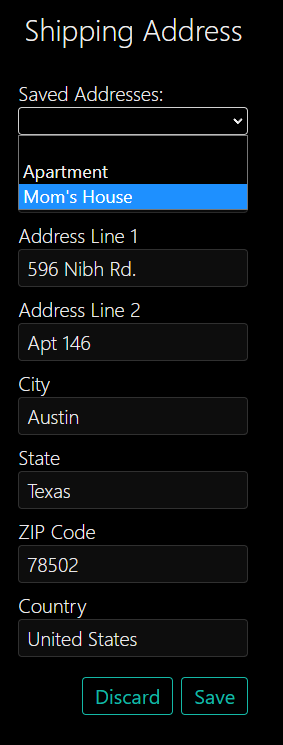 Shipping Address
Saved Addresses:
Apartment
Mom's House
Address Line 1
596 Nibh Rd.
Address Line 2
Apt 146
City
Austin
State
Texas
ZIP Code
78502
Country
United States
Discard Save